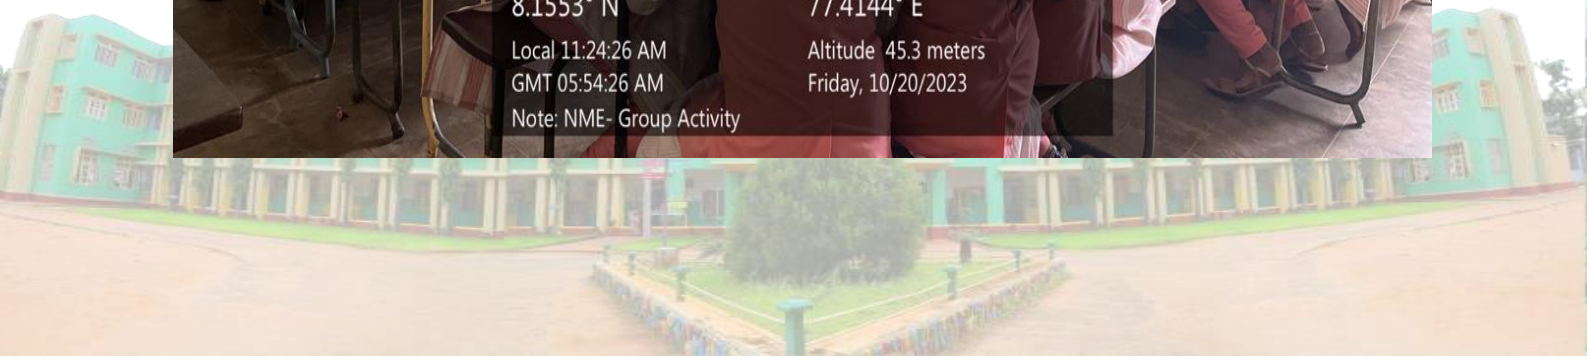 8.1553° N 77.4144° E
Local 11:24:26 AM Altitude 45.3 meters
GMT 05:54:26 AM Friday, 10/20/2023
Note: NME- Group Activity